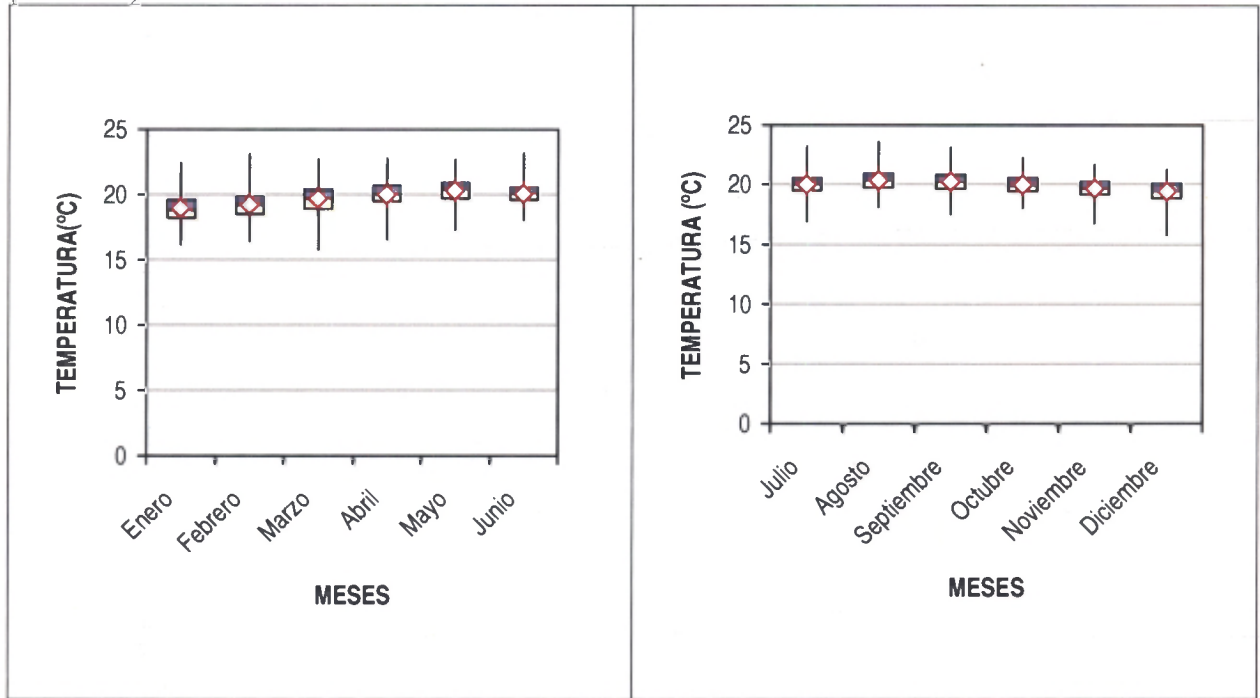 25
20
15
10
5
0
TEMPERATURA(ºC)
Enero
Febrero
Marzo
Abril
Mayo
Junio
MESES
25
20
15
10
5
0
TEMPERATURA (ºC)
Julio
Agosto
Septiembre
Octubre
Noviembre
Diciembre
MESES